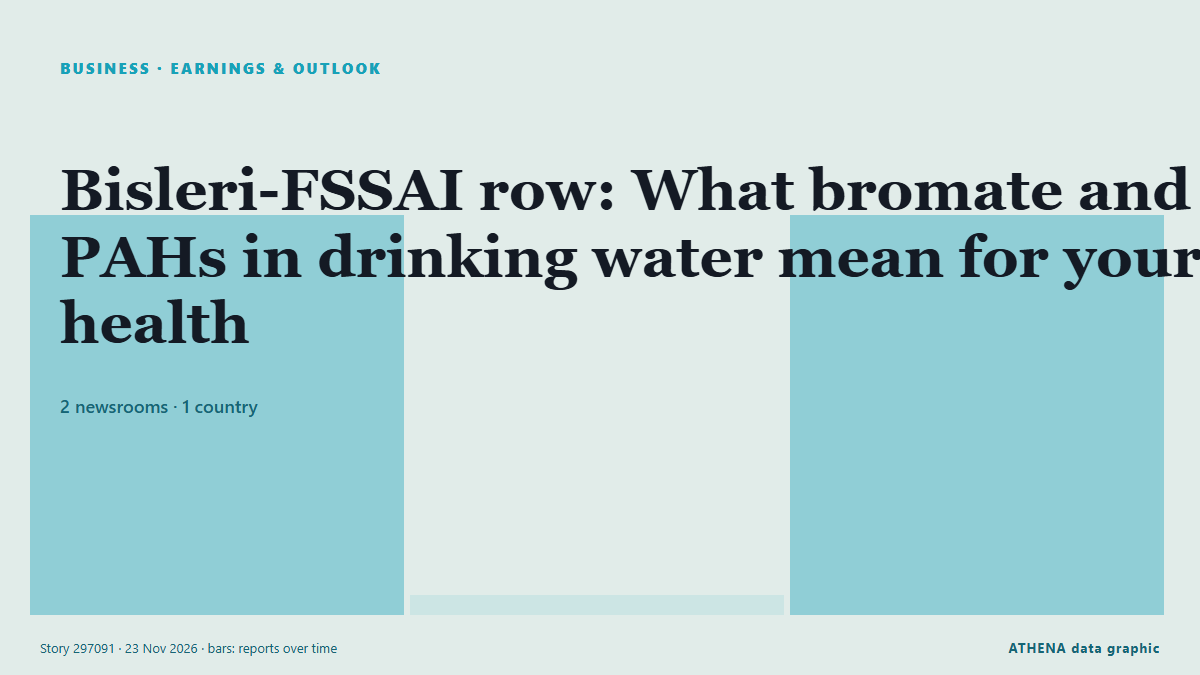 BUSINESS · EARNINGS & OUTLOOK
Bisleri-FSSAI row: What bromate and
PAHs in drinking water mean for your
health
2 newsrooms · 1 country
Story 297091 · 23 Nov 2026 · bars: reports over time
ATHENA data graphic